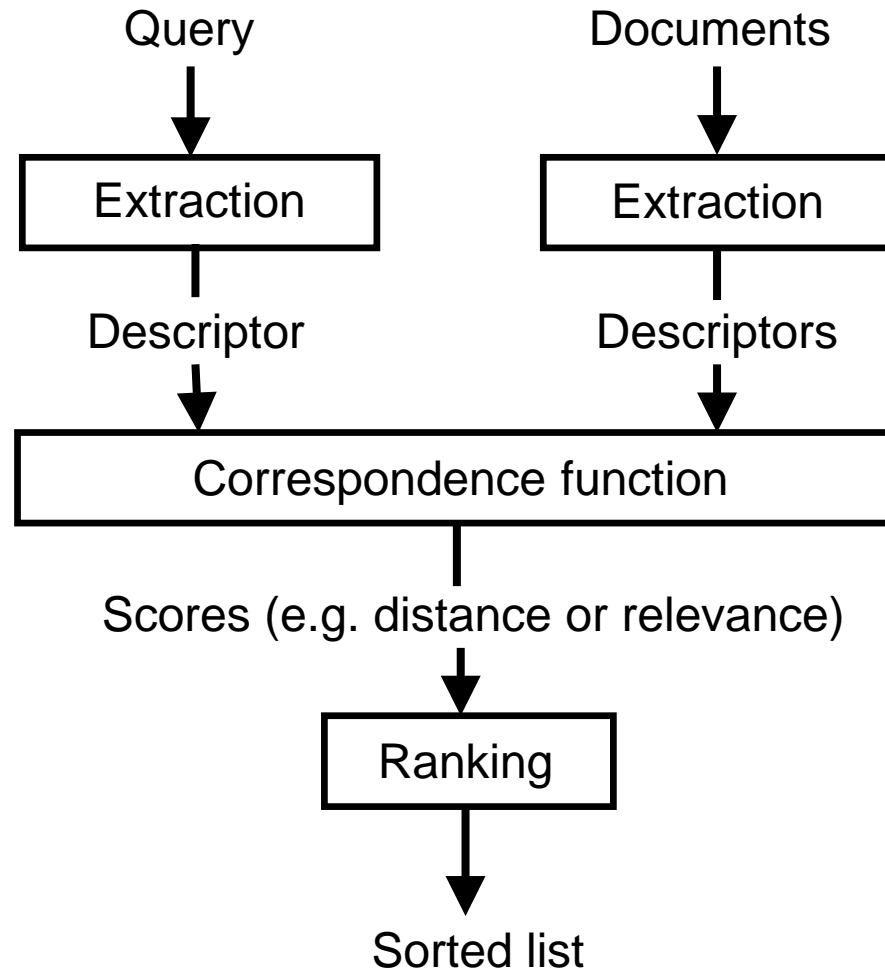 Query
Documents
Extraction
Extraction
Descriptor
Descriptors
Correspondence function
Scores (e.g. distance or relevance)
Ranking
Sorted list